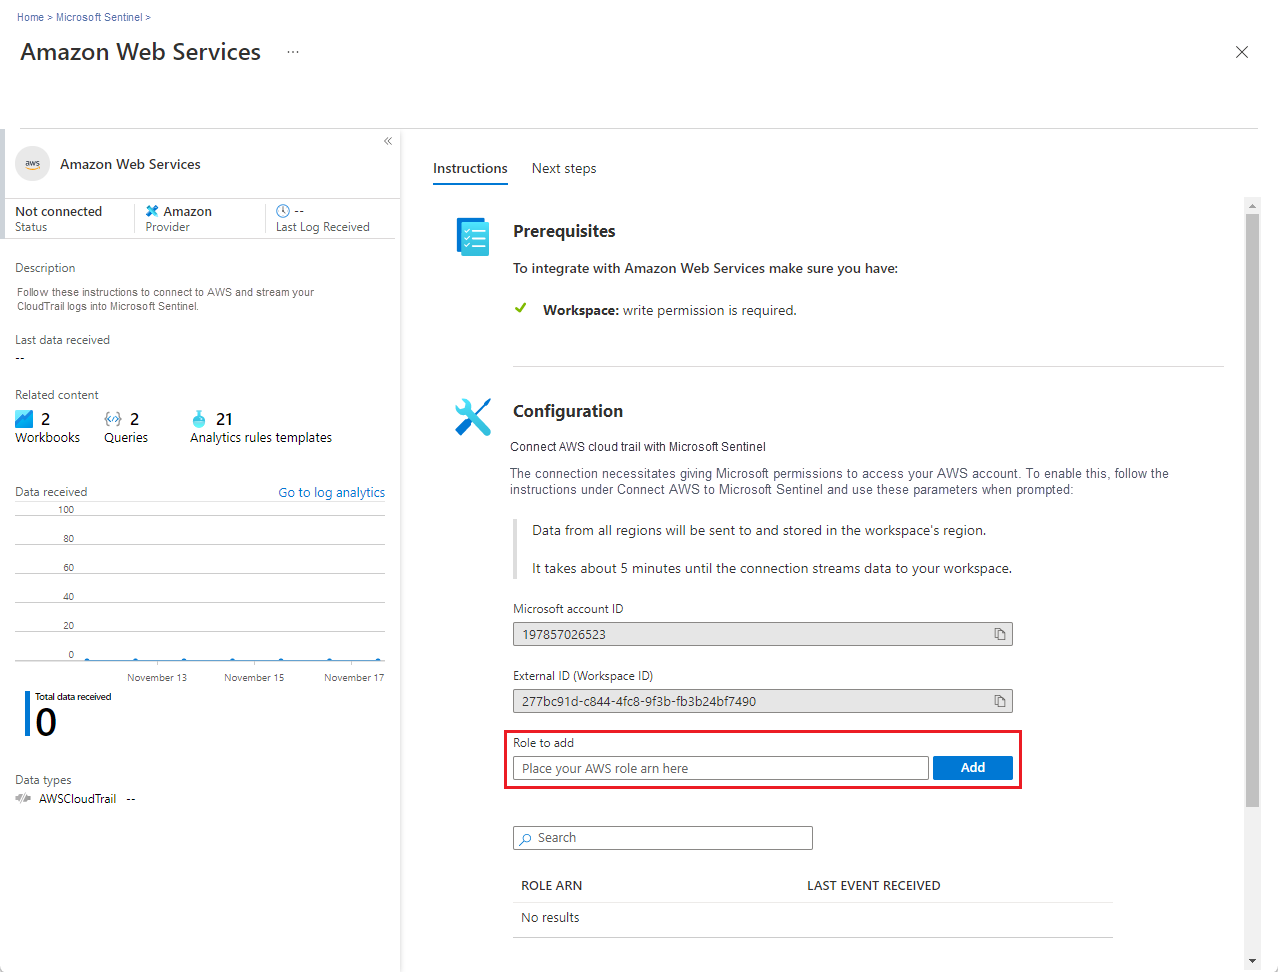 Home > Microsoft Sentinel >
Amazon Web Services ...
aws
Amazon Web Services
Not connected
Status
Amazon
Provider
--
Last Log Received
Description
Follow these instructions to connect to AWS and stream your
CloudTrail logs into Microsoft Sentinel.
Last data received
--
Related content
2
Workbooks
2
Queries
21
Analytics rules templates
Data received
Go to log analytics
100
80
60
40
20
0
November 13
November 15
November 17
Total data received
0
Data types
AWSCloudTrail --
Instructions
Next steps
Prerequisites
To integrate with Amazon Web Services make sure you have:
Workspace: write permission is required.
Configuration
Connect AWS cloud trail with Microsoft Sentinel
The connection necessitates giving Microsoft permissions to access your AWS account. To enable this, follow the
instructions under Connect AWS to Microsoft Sentinel and use these parameters when prompted:
Data from all regions will be sent to and stored in the workspace's region.
It takes about 5 minutes until the connection streams data to your workspace.
Microsoft account ID
197857026523
External ID (Workspace ID)
277bc91d-c844-4fc8-9f3b-fb3b24bf7490
Role to add
Place your AWS role arn here
Add
Search
ROLE ARN
LAST EVENT RECEIVED
No results